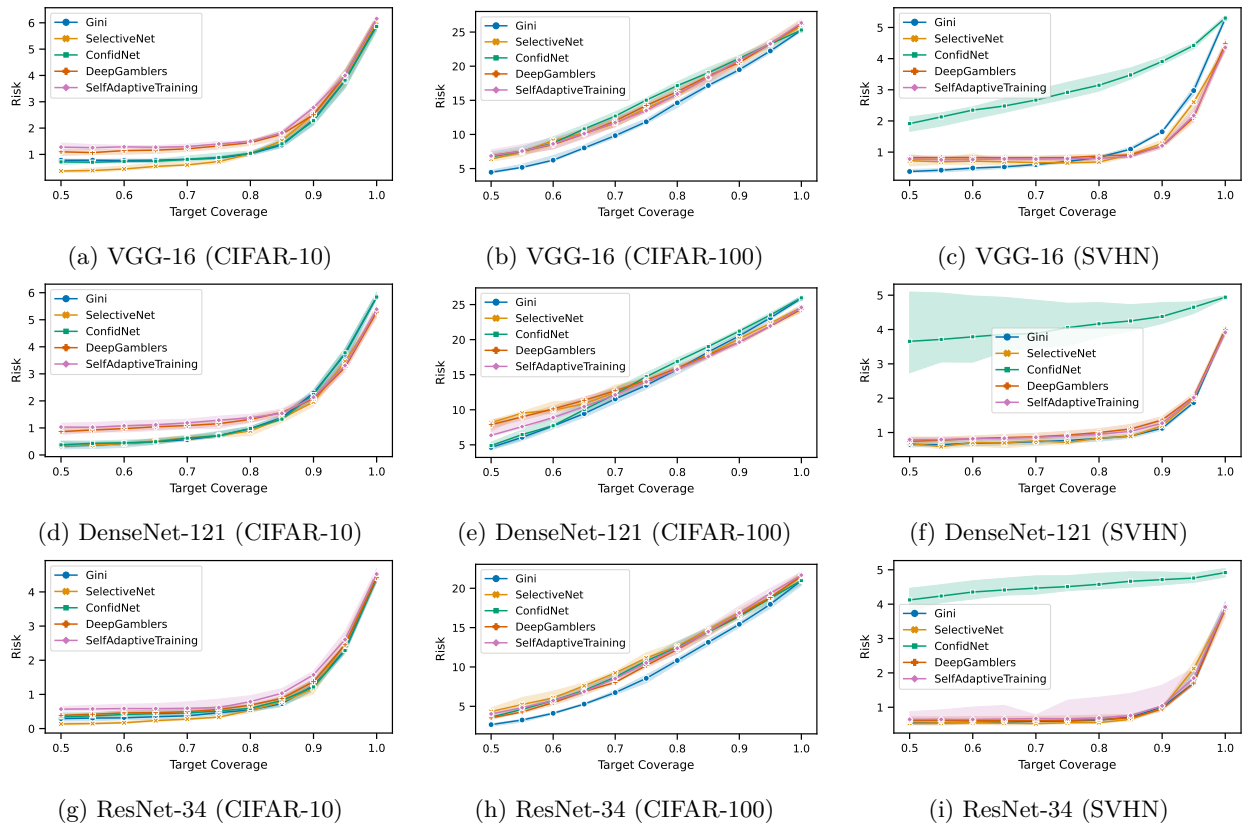 6
5
4
3
2
1
Risk
Gini
SelectiveNet
ConfidNet
DeepGamblers
SelfAdaptiveTraining
0.5 0.6 0.7 0.8 0.9 1.0
Target Coverage
(a) VGG-16 (CIFAR-10)
25
20
15
10
5
Risk
Gini
SelectiveNet
ConfidNet
DeepGamblers
SelfAdaptiveTraining
0.5 0.6 0.7 0.8 0.9 1.0
Target Coverage
(b) VGG-16 (CIFAR-100)
5
4
3
2
1
Risk
Gini
SelectiveNet
ConfidNet
DeepGamblers
SelfAdaptiveTraining
0.5 0.6 0.7 0.8 0.9 1.0
Target Coverage
(c) VGG-16 (SVHN)
6
5
4
3
2
1
0
Risk
Gini
SelectiveNet
ConfidNet
DeepGamblers
SelfAdaptiveTraining
0.5 0.6 0.7 0.8 0.9 1.0
Target Coverage
(d) DenseNet-121 (CIFAR-10)
25
20
15
10
5
Risk
Gini
SelectiveNet
ConfidNet
DeepGamblers
SelfAdaptiveTraining
0.5 0.6 0.7 0.8 0.9 1.0
Target Coverage
(e) DenseNet-121 (CIFAR-100)
5
4
3
2
1
Risk
Gini
SelectiveNet
ConfidNet
DeepGamblers
SelfAdaptiveTraining
0.5 0.6 0.7 0.8 0.9 1.0
Target Coverage
(f) DenseNet-121 (SVHN)
4
3
2
1
0
Risk
Gini
SelectiveNet
ConfidNet
DeepGamblers
SelfAdaptiveTraining
0.5 0.6 0.7 0.8 0.9 1.0
Target Coverage
(g) ResNet-34 (CIFAR-10)
20
15
10
5
Risk
Gini
SelectiveNet
ConfidNet
DeepGamblers
SelfAdaptiveTraining
0.5 0.6 0.7 0.8 0.9 1.0
Target Coverage
(h) ResNet-34 (CIFAR-100)
5
4
3
2
1
Risk
Gini
SelectiveNet
ConfidNet
DeepGamblers
SelfAdaptiveTraining
0.5 0.6 0.7 0.8 0.9 1.0
Target Coverage
(i) ResNet-34 (SVHN)